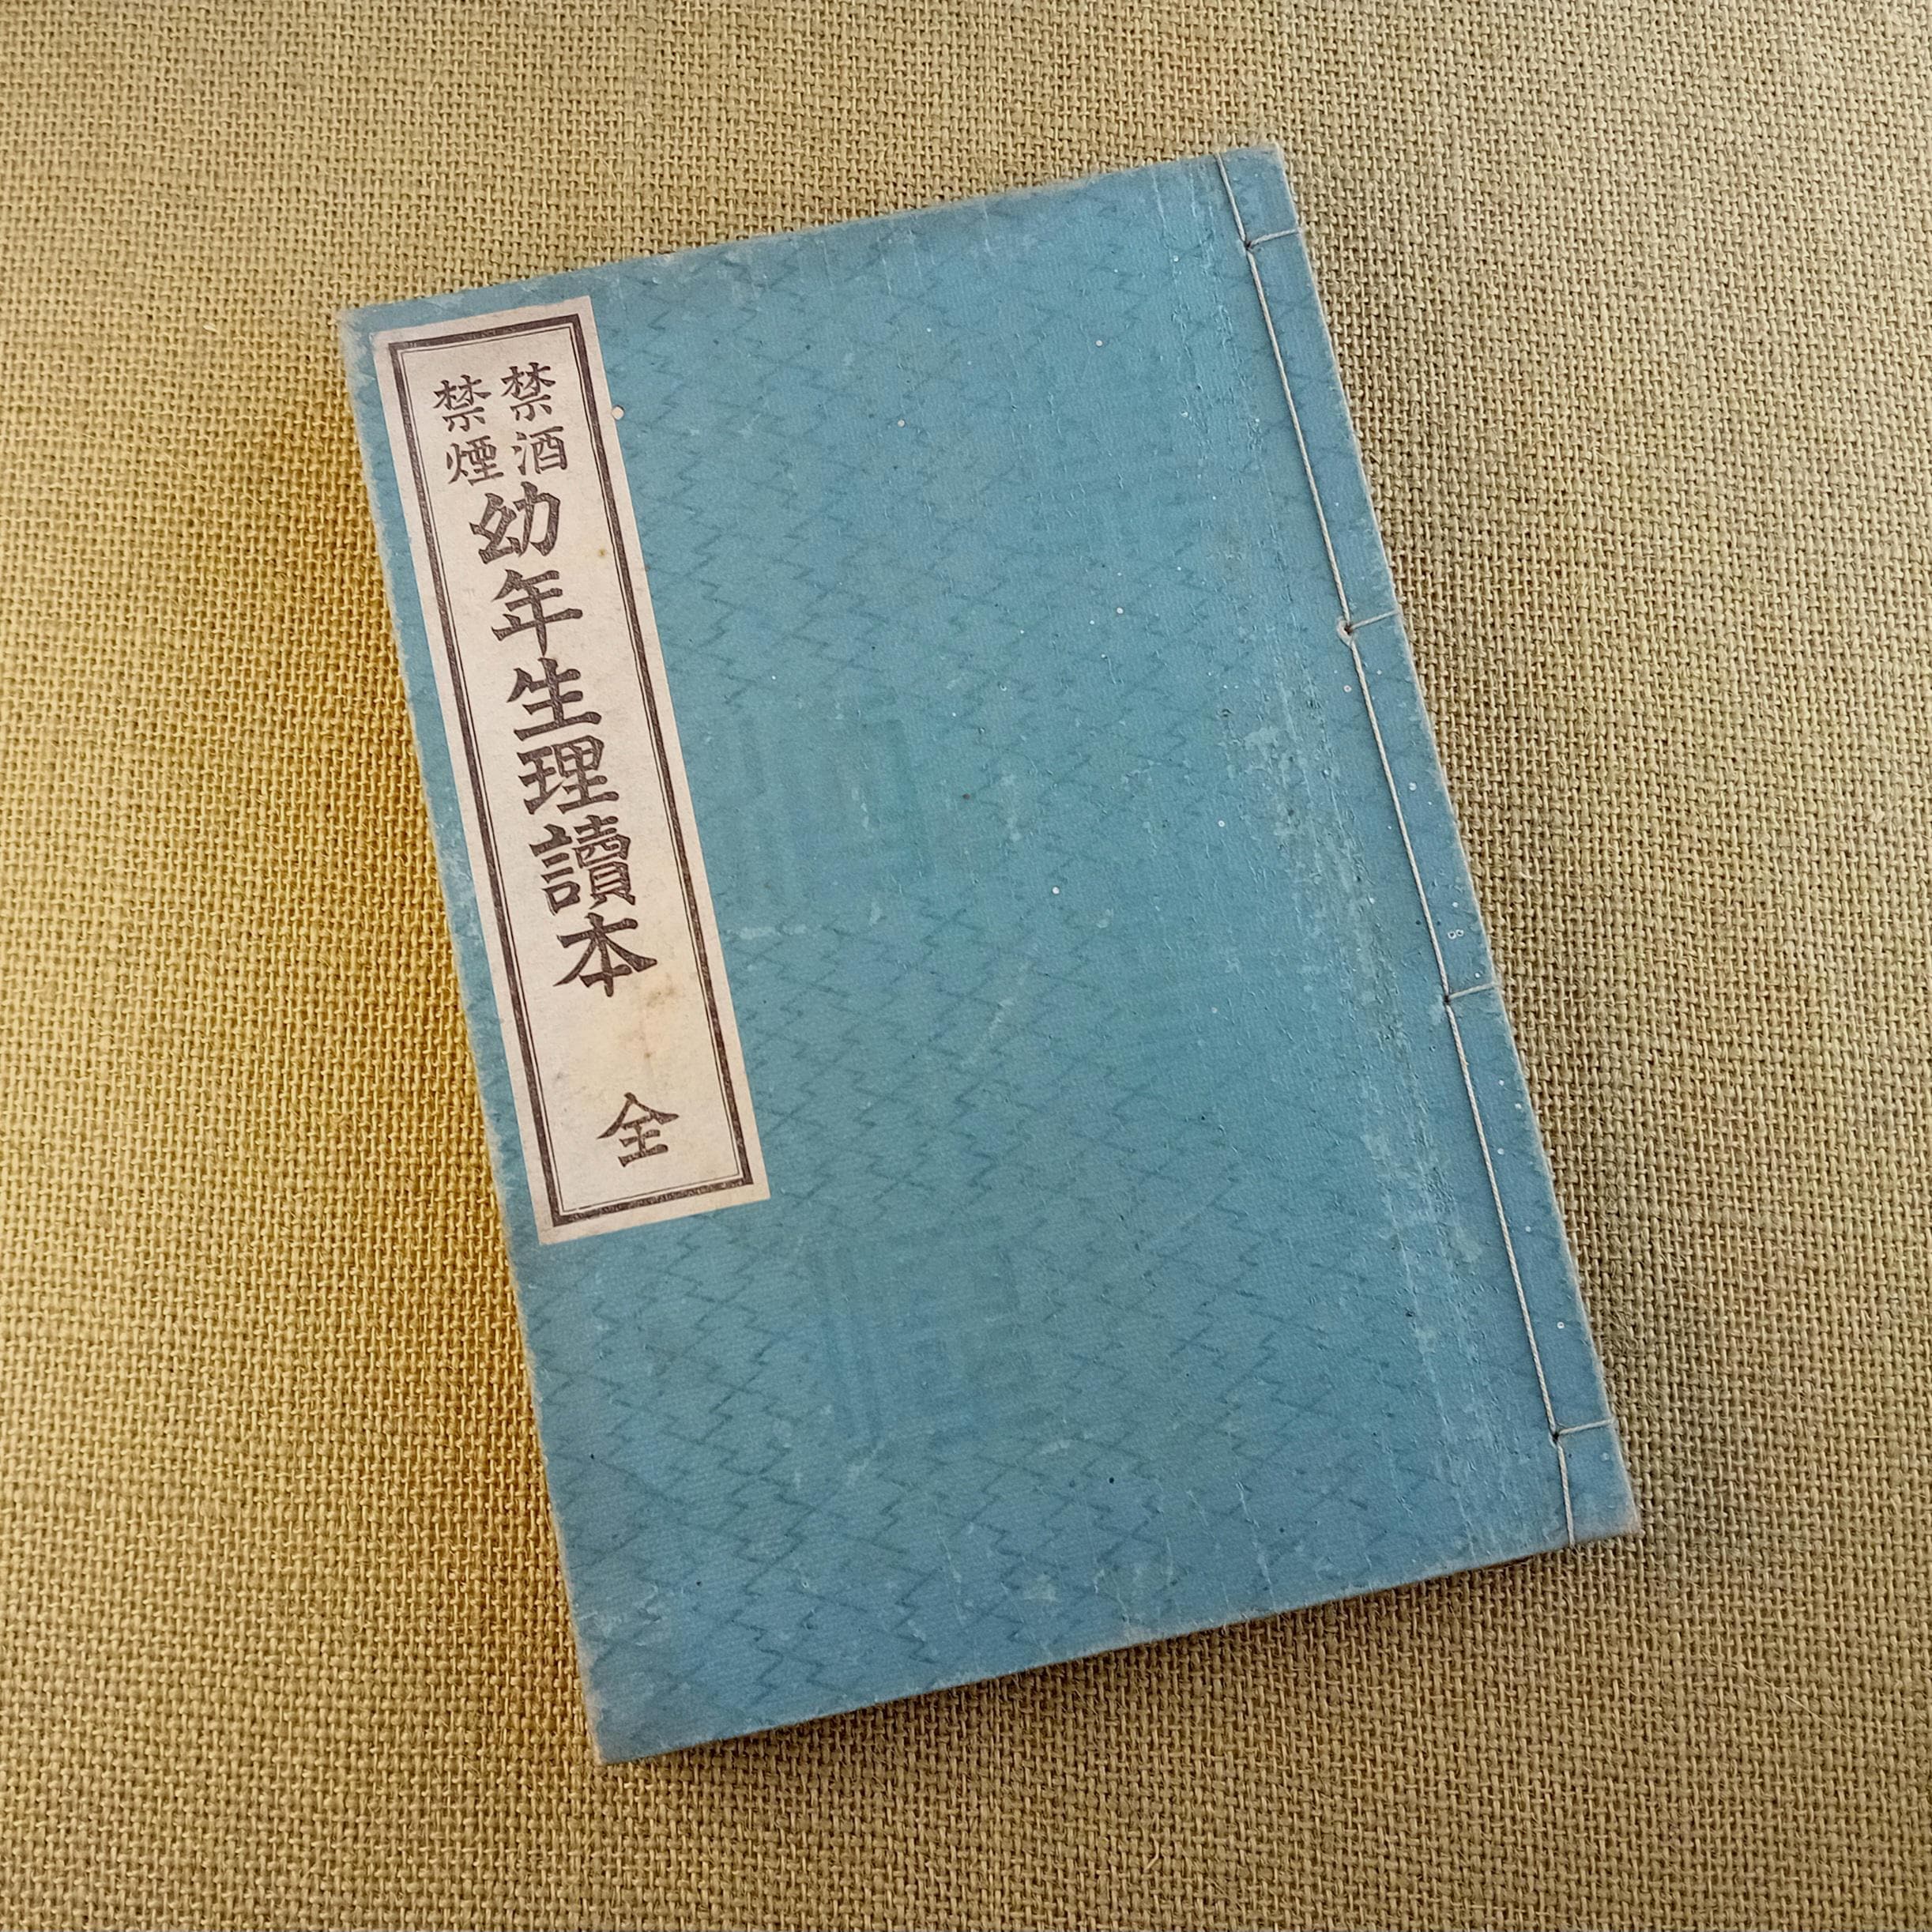 禁酒
禁煙
幼年生理讀本 全